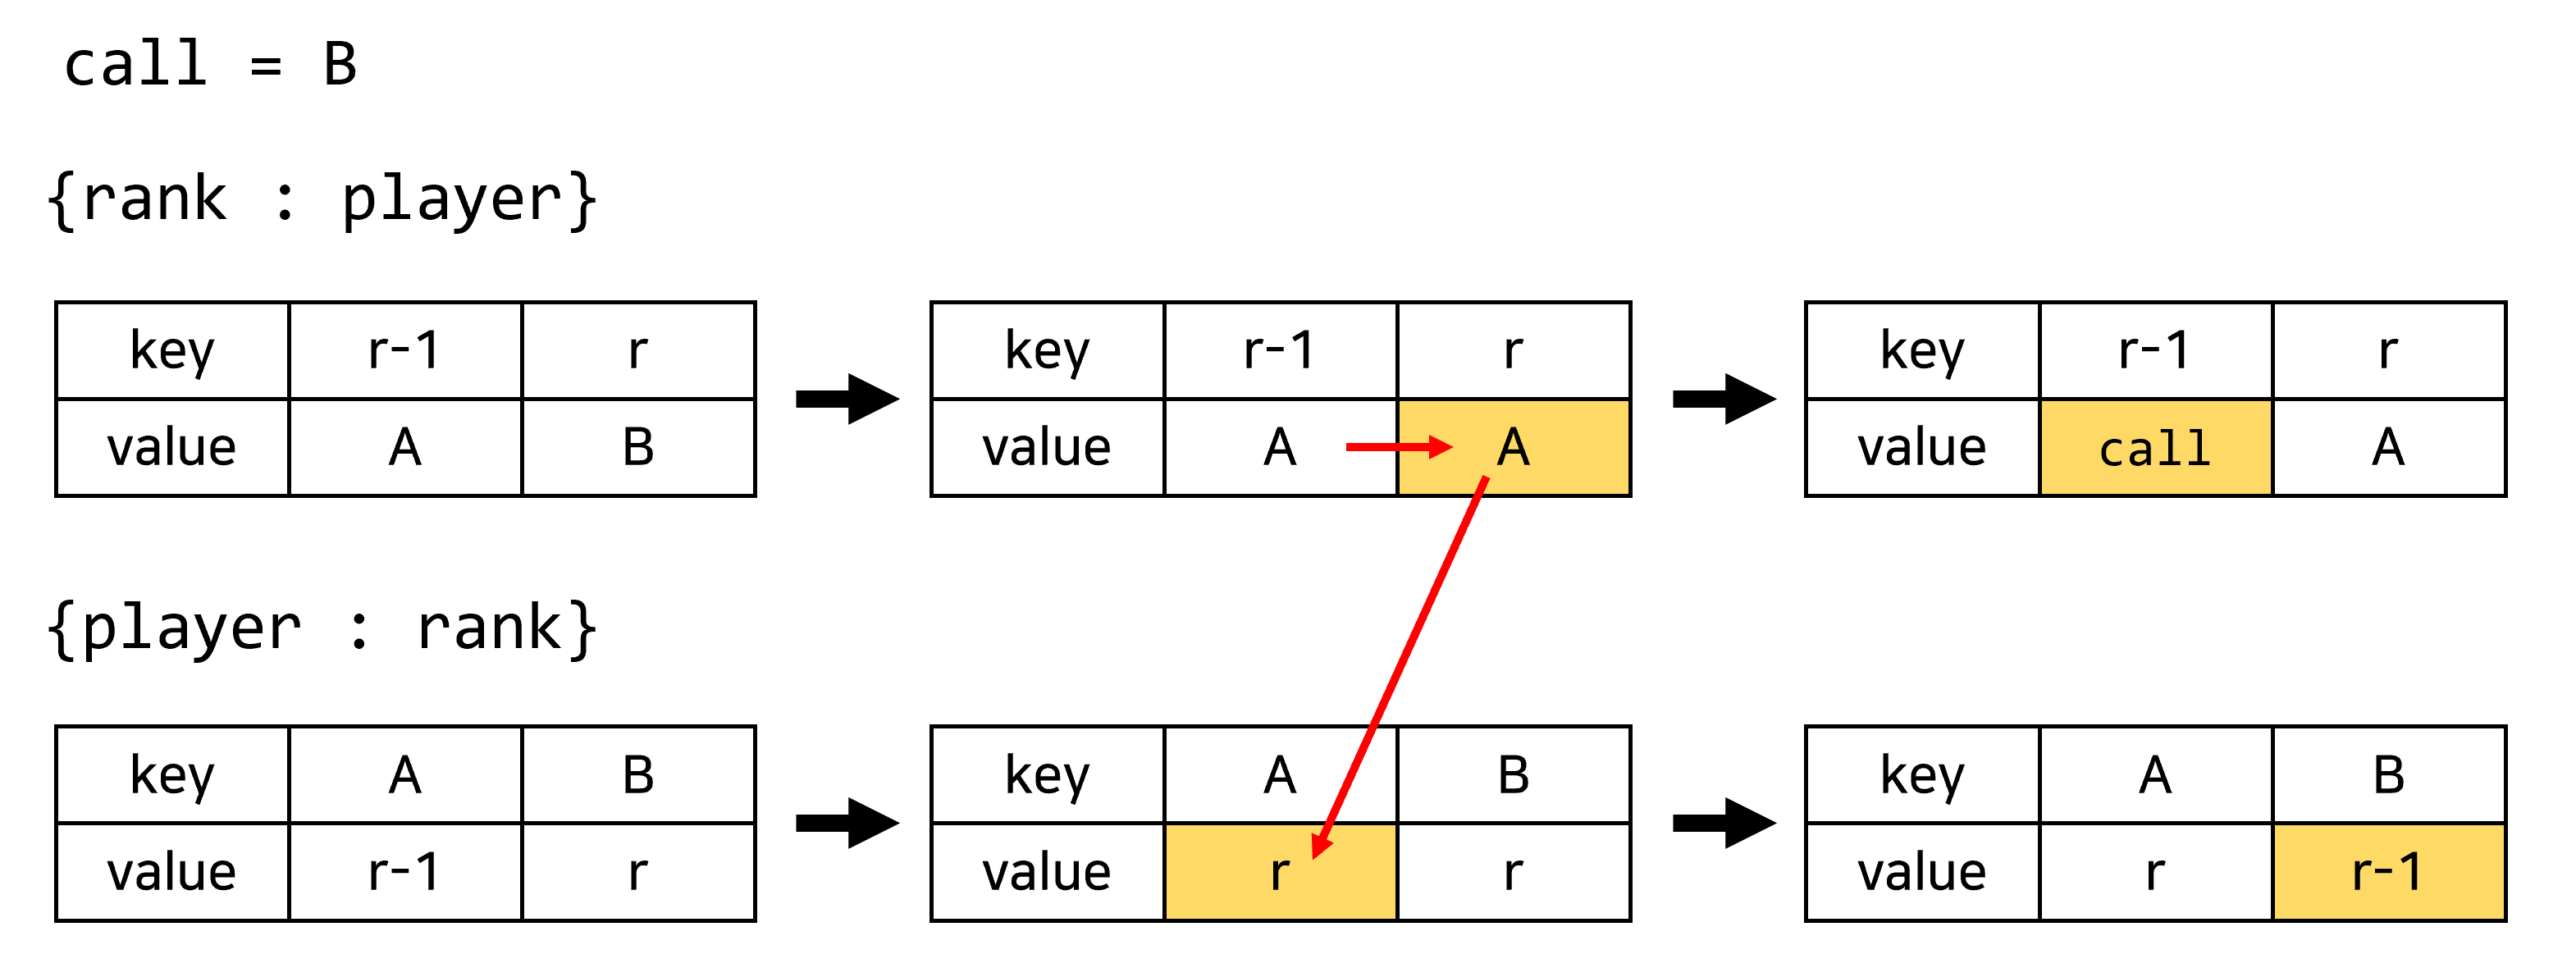 call = B
{rank : player}
key r-1 r
value A B
key r-1 r
value A A
key r-1 r
value call A
{player : rank}
key A B
value r-1 r
key A B
value r r
key A B
value r r-1